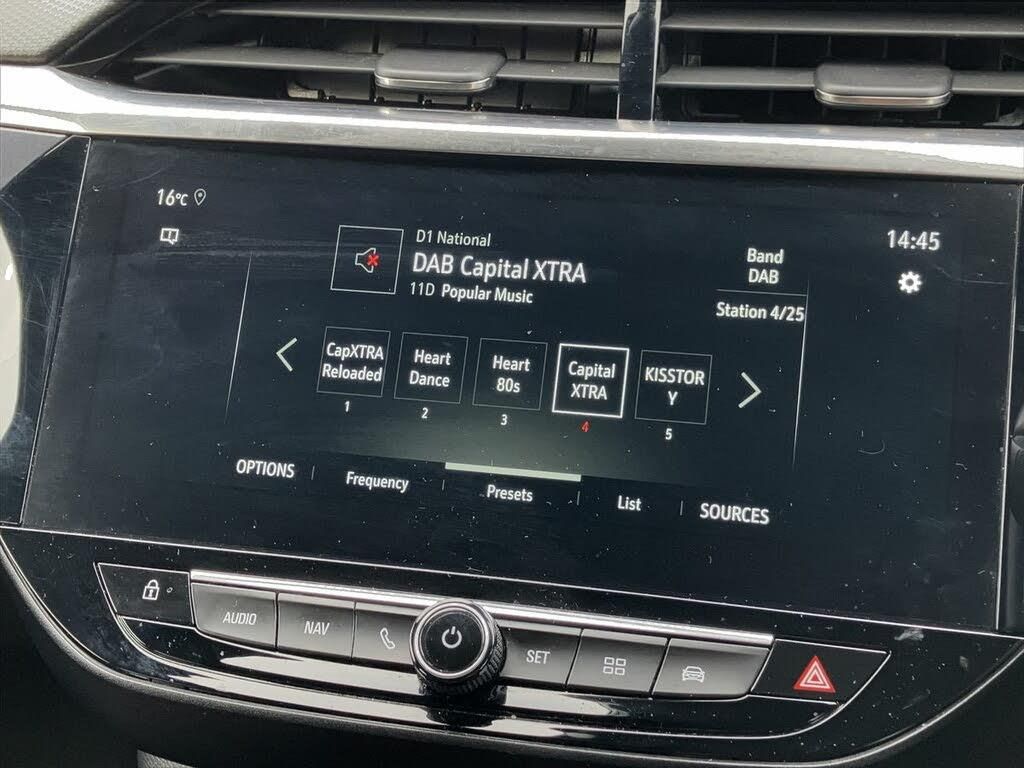 16°C
14:45
D1 National
DAB Capital XTRA
11D Popular Music
Band
DAB
Station 4/25
CapXTRA
Reloaded
1
Heart
Dance
2
Heart
80s
3
Capital
XTRA
4
KISSTOR
Y
5
OPTIONS
Frequency
Presets
List
SOURCES
AUDIO
NAV
SET